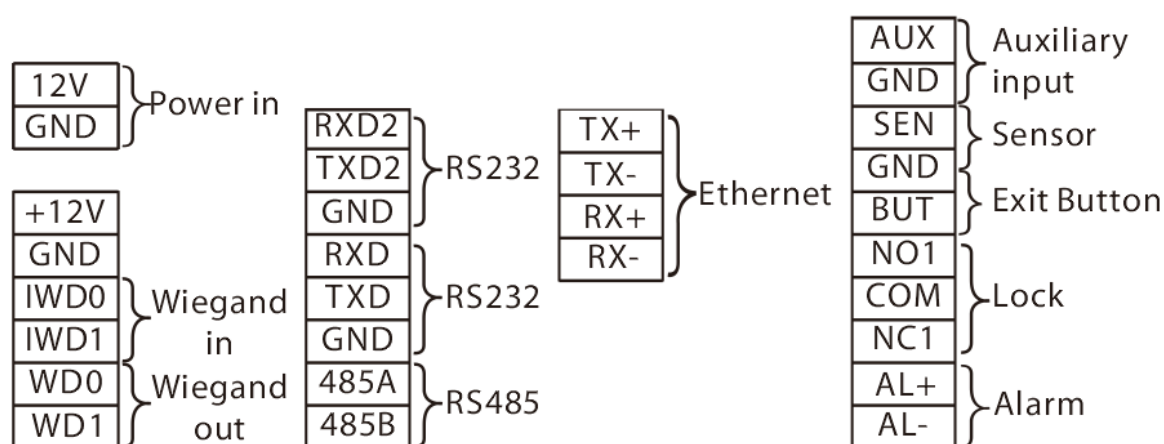 12V
GND
Power in
+12V
GND
IWD0
IWD1
Wiegand
in
WD0
WD1
Wiegand
out
RXD2
TXD2
GND
RS232
RXD
TXD
GND
RS232
485A
485B
RS485
TX+
TX-
RX+
RX-
Ethernet
AUX
GND
Auxiliary
input
SEN
GND
Sensor
BUT
Exit Button
NO1
COM
NC1
Lock
AL+
AL-
Alarm